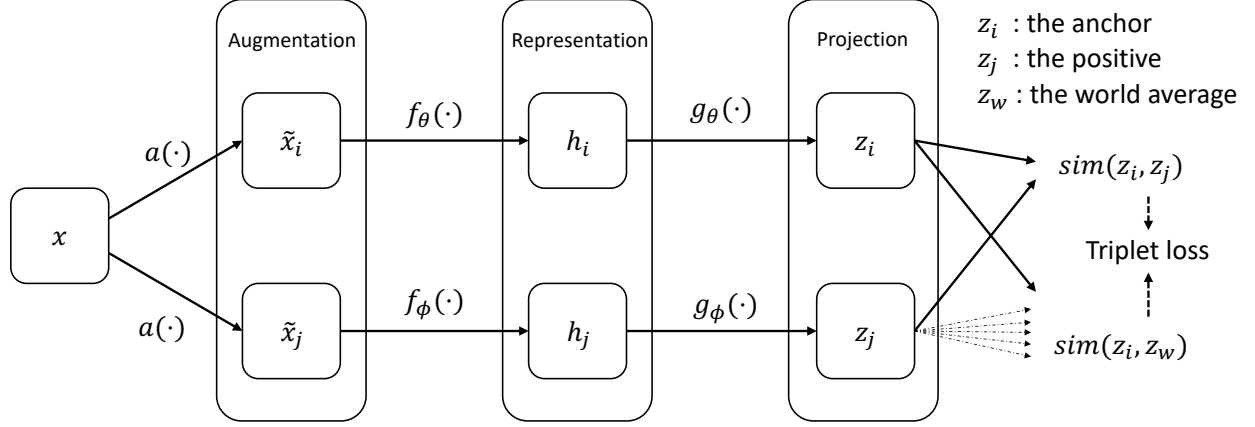 Augmentation
Representation
Projection
z_i : the anchor
z_j : the positive
z_w : the world average
a(·)
x̃_i
f_θ(·)
h_i
g_θ(·)
z_i
sim(z_i, z_j)
x
Triplet loss
a(·)
x̃_j
f_ϕ(·)
h_j
g_ϕ(·)
z_j
sim(z_i, z_w)